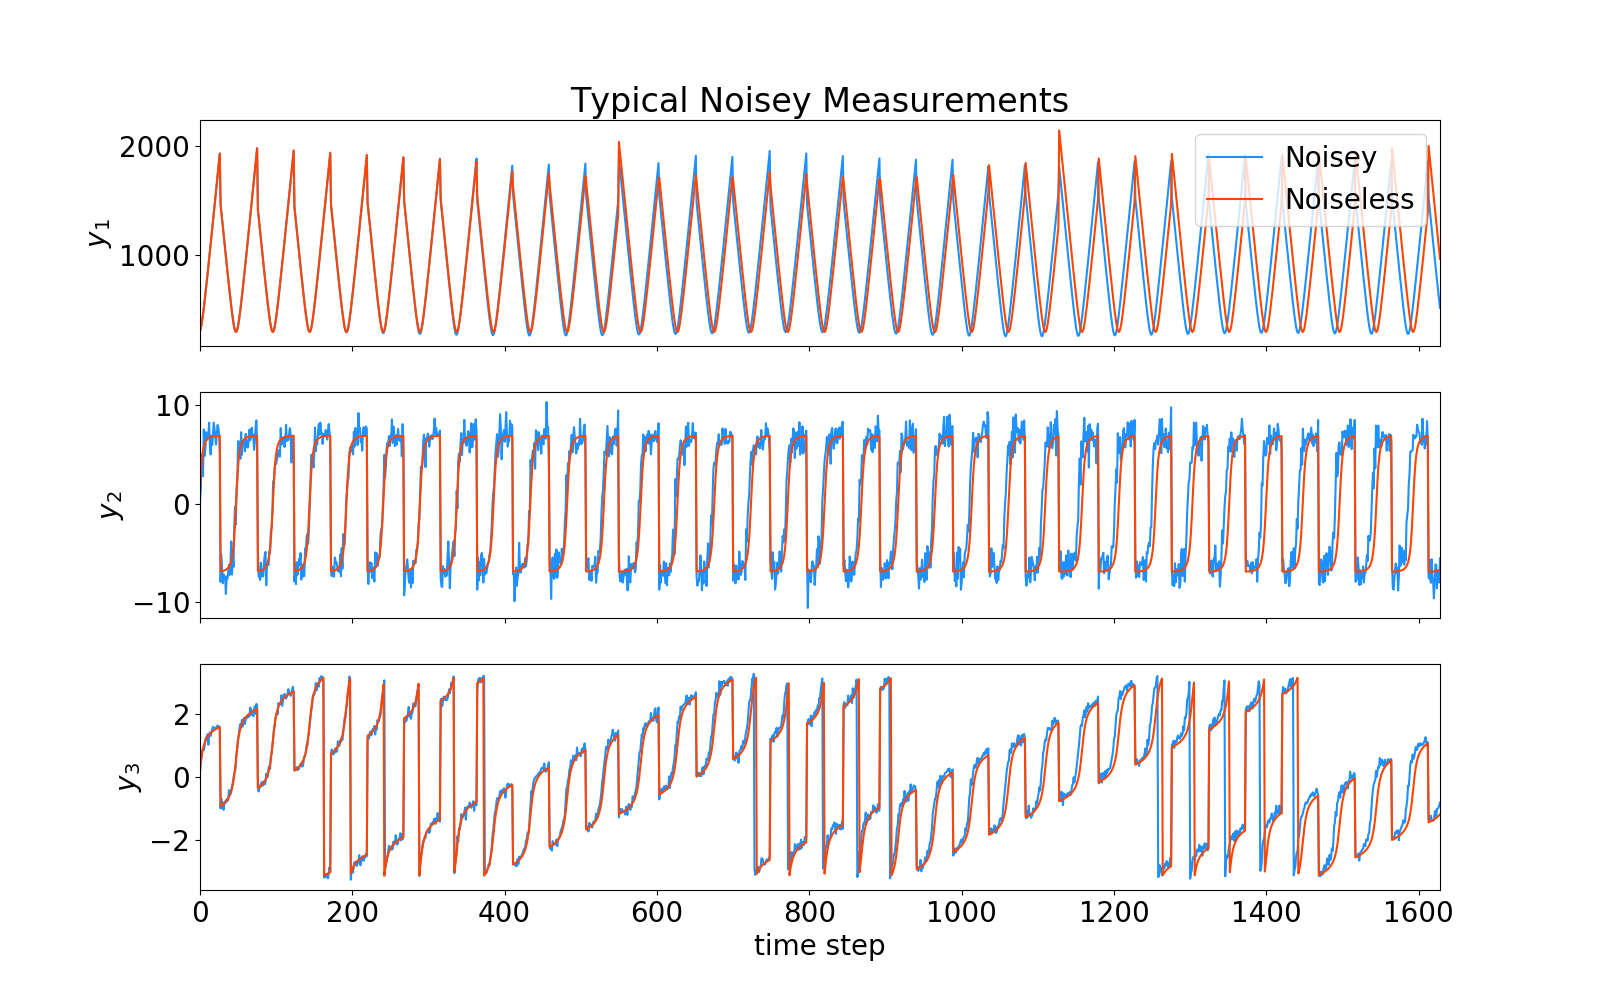 Typical Noisey Measurements
2000
1000
y1
Noisey
Noiseless
10
0
−10
y2
2
0
−2
y3
0 200 400 600 800 1000 1200 1400 1600
time step